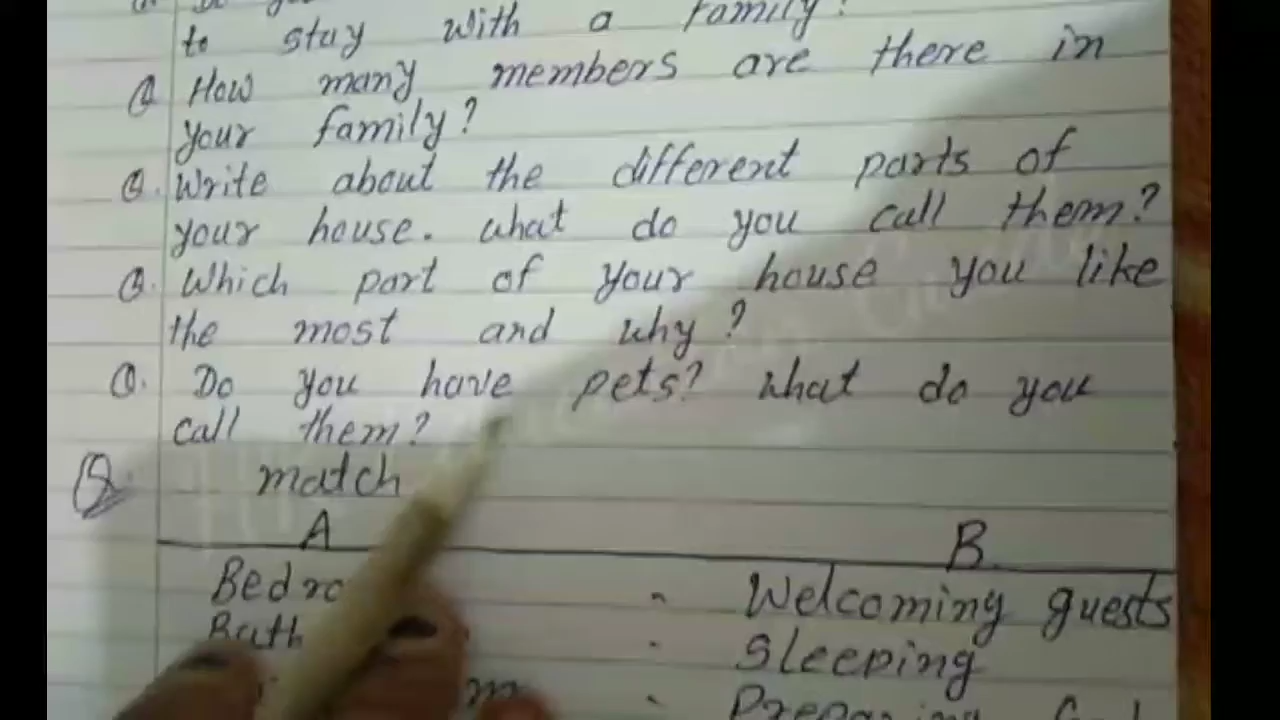 to stay with a family?
Q How many members are there in
your family?
Q. Write about the different parts of
your house. what do you call them?
Q. Which part of your house you like
the most and why?
Q. Do you have pets? what do you
call them?
Q. match
A B.
- Welcoming guests
- Sleeping
-